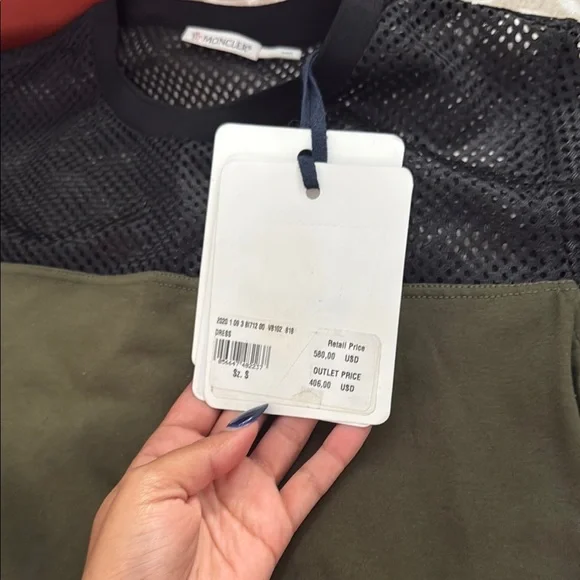 MONCLER
2020 1 09 3 8I712 00 V8102 818
DRESS
Retail Price
580,00 USD
OUTLET PRICE
406,00 USD
Sz. S